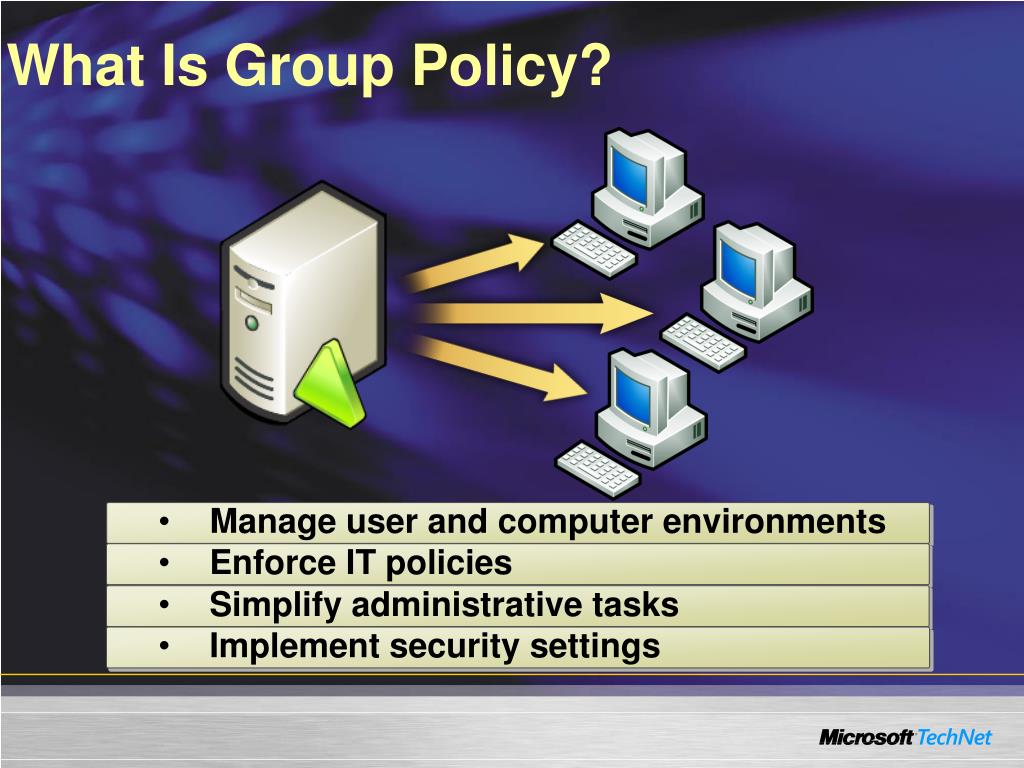 What Is Group Policy?
• Manage user and computer environments
• Enforce IT policies
• Simplify administrative tasks
• Implement security settings
Microsoft TechNet